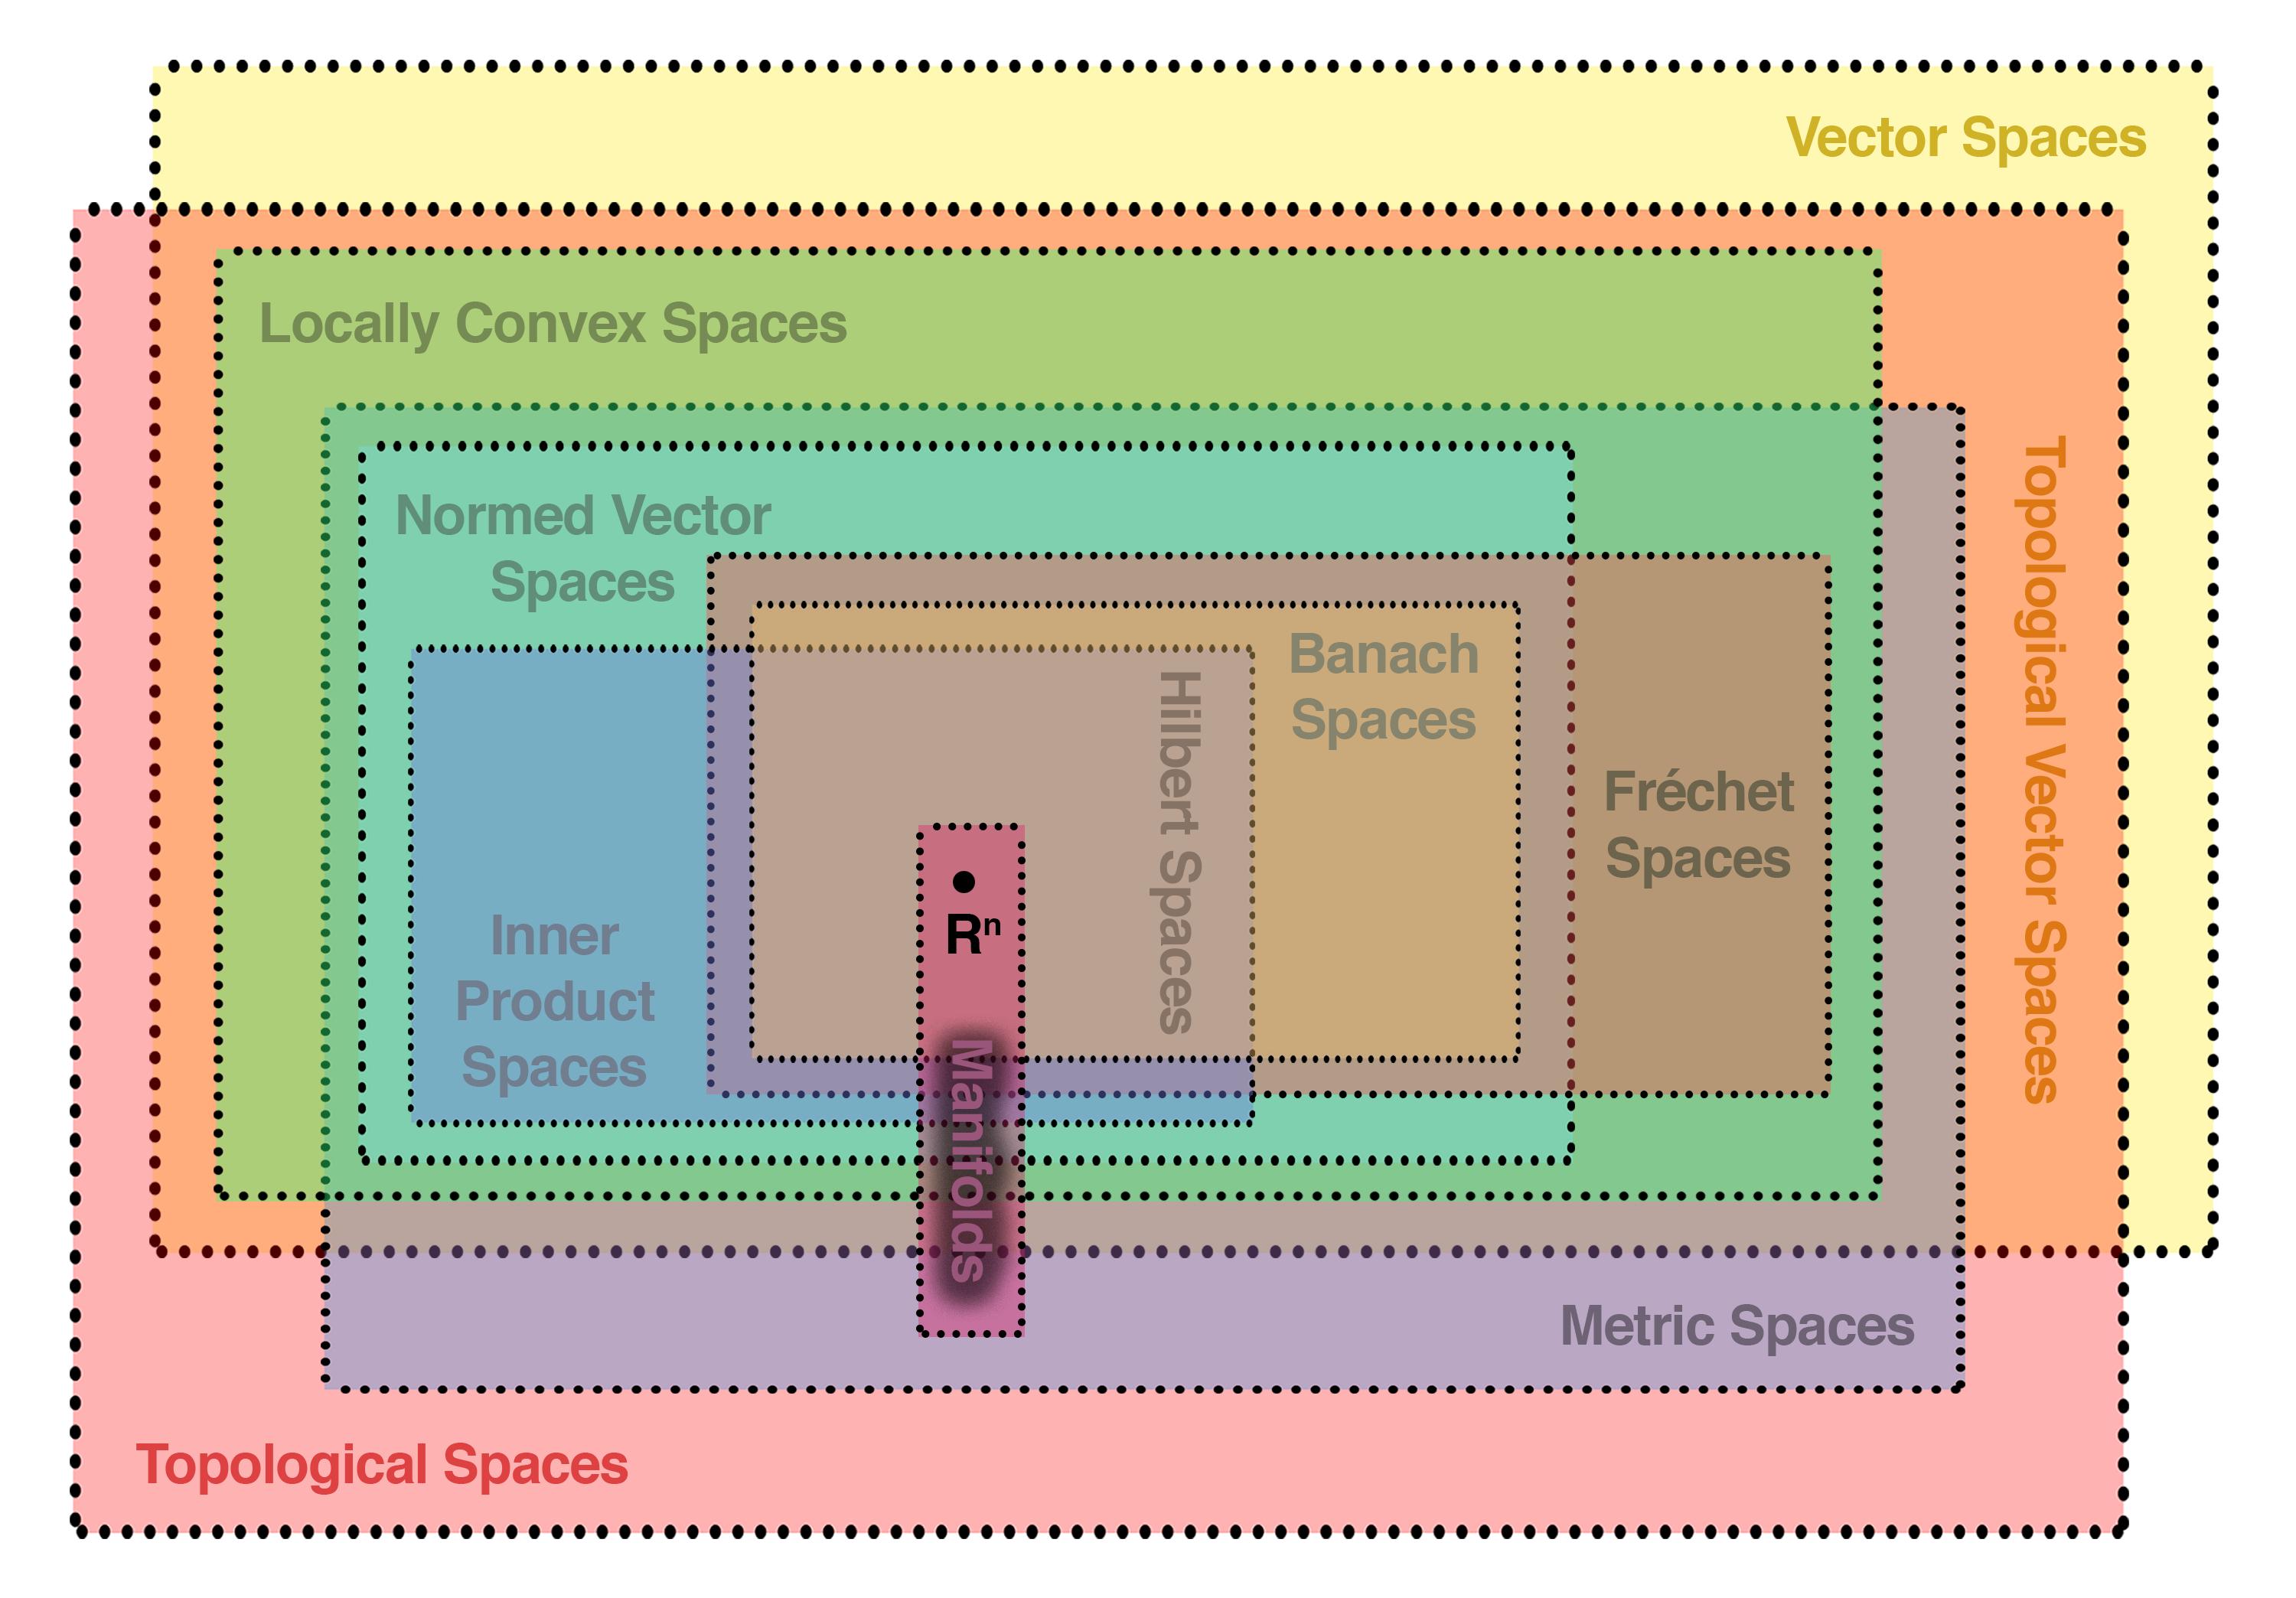 Vector Spaces
Locally Convex Spaces
Topological Vector Spaces
Normed Vector
Spaces
Banach
Spaces
Hilbert Spaces
Fréchet
Spaces
Inner
Product
Spaces
Rⁿ
Manifolds
Metric Spaces
Topological Spaces